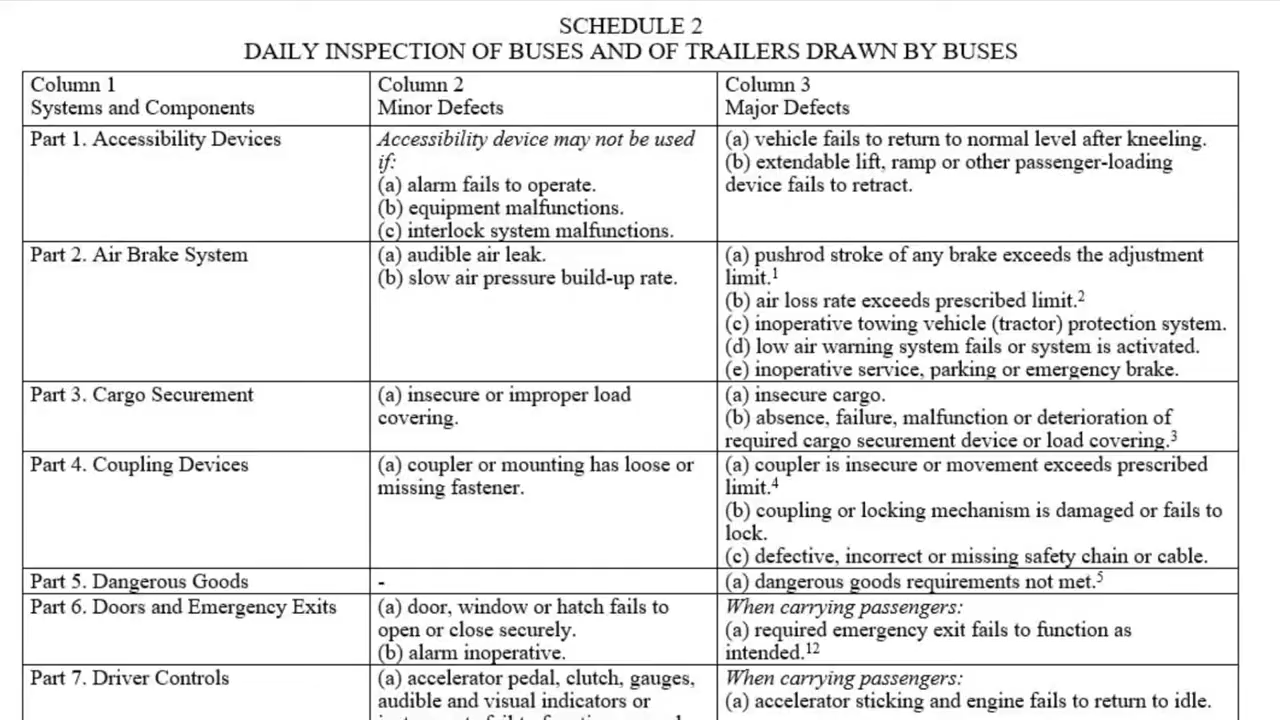 SCHEDULE 2
DAILY INSPECTION OF BUSES AND OF TRAILERS DRAWN BY BUSES
Column 1
Systems and Components
Column 2
Minor Defects
Column 3
Major Defects
Part 1. Accessibility Devices
Accessibility device may not be used
if:
(a) alarm fails to operate.
(b) equipment malfunctions.
(c) interlock system malfunctions.
(a) vehicle fails to return to normal level after kneeling.
(b) extendable lift, ramp or other passenger-loading
device fails to retract.
Part 2. Air Brake System
(a) audible air leak.
(b) slow air pressure build-up rate.
(a) pushrod stroke of any brake exceeds the adjustment
limit.¹
(b) air loss rate exceeds prescribed limit.²
(c) inoperative towing vehicle (tractor) protection system.
(d) low air warning system fails or system is activated.
(e) inoperative service, parking or emergency brake.
Part 3. Cargo Securement
(a) insecure or improper load
covering.
(a) insecure cargo.
(b) absence, failure, malfunction or deterioration of
required cargo securement device or load covering.³
Part 4. Coupling Devices
(a) coupler or mounting has loose or
missing fastener.
(a) coupler is insecure or movement exceeds prescribed
limit.⁴
(b) coupling or locking mechanism is damaged or fails to
lock.
(c) defective, incorrect or missing safety chain or cable.
Part 5. Dangerous Goods
-
(a) dangerous goods requirements not met.⁵
Part 6. Doors and Emergency Exits
(a) door, window or hatch fails to
open or close securely.
(b) alarm inoperative.
When carrying passengers:
(a) required emergency exit fails to function as
intended.¹²
Part 7. Driver Controls
(a) accelerator pedal, clutch, gauges,
audible and visual indicators or
When carrying passengers:
(a) accelerator sticking and engine fails to return to idle.